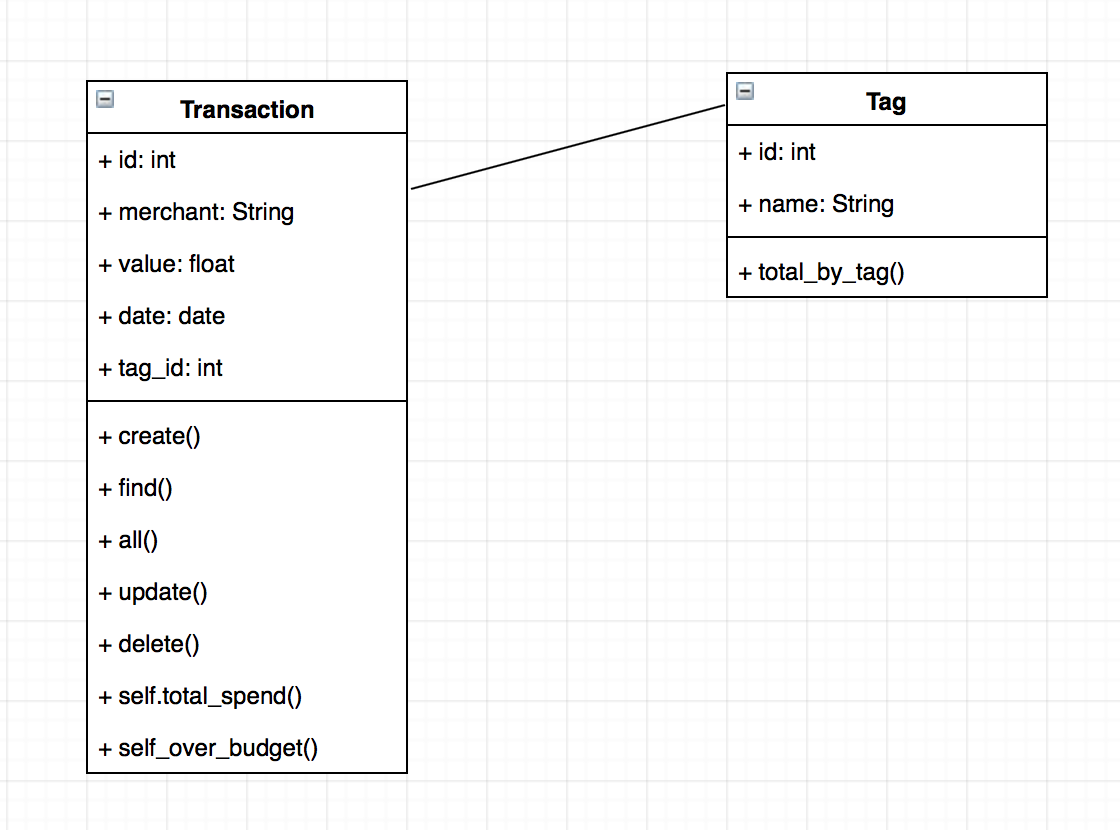 Transaction
+ id: int
+ merchant: String
+ value: float
+ date: date
+ tag_id: int
+ create()
+ find()
+ all()
+ update()
+ delete()
+ self.total_spend()
+ self_over_budget()
Tag
+ id: int
+ name: String
+ total_by_tag()